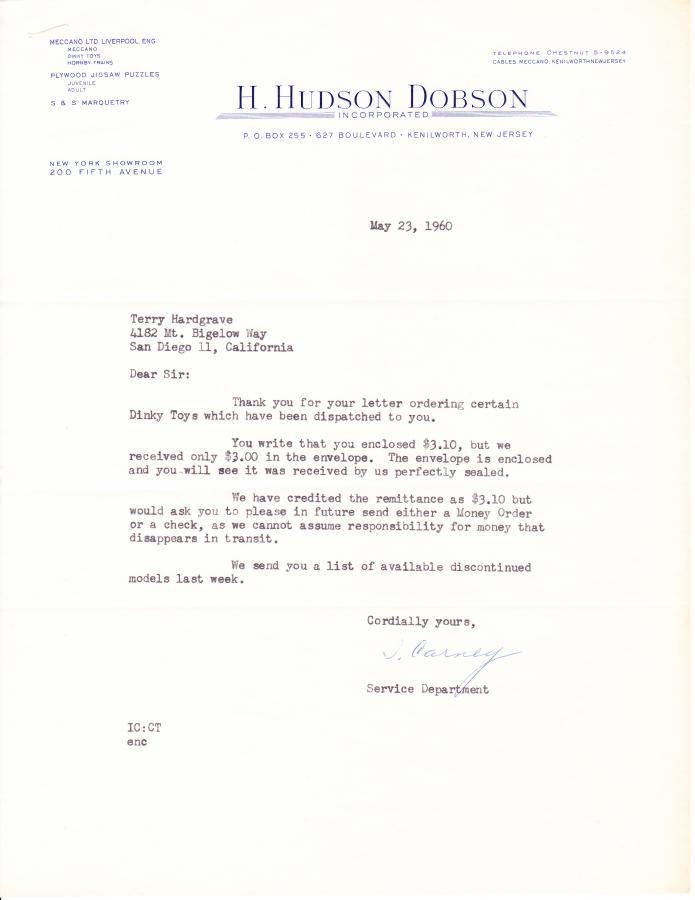 MECCANO LTD. LIVERPOOL, ENG.
MECCANO
DINKY TOYS
HORNBY TRAINS
PLYWOOD JIGSAW PUZZLES
JUVENILE
ADULT
S & S MARQUETRY
NEW YORK SHOWROOM
200 FIFTH AVENUE
TELEPHONE CHESTNUT 5-9524
CABLES MECCANO, KENILWORTHNEWJERSEY
H. HUDSON DOBSON
INCORPORATED
P. O. BOX 255 · 627 BOULEVARD · KENILWORTH, NEW JERSEY
May 23, 1960
Terry Hardgrave
4182 Mt. Bigelow Way
San Diego 11, California
Dear Sir:
Thank you for your letter ordering certain
Dinky Toys which have been dispatched to you.
You write that you enclosed $3.10, but we
received only $3.00 in the envelope. The envelope is enclosed
and you will see it was received by us perfectly sealed.
We have credited the remittance as $3.10 but
would ask you to please in future send either a Money Order
or a check, as we cannot assume responsibility for money that
disappears in transit.
We send you a list of available discontinued
models last week.
Cordially yours,
I. Carney
Service Department
IC:CT
enc